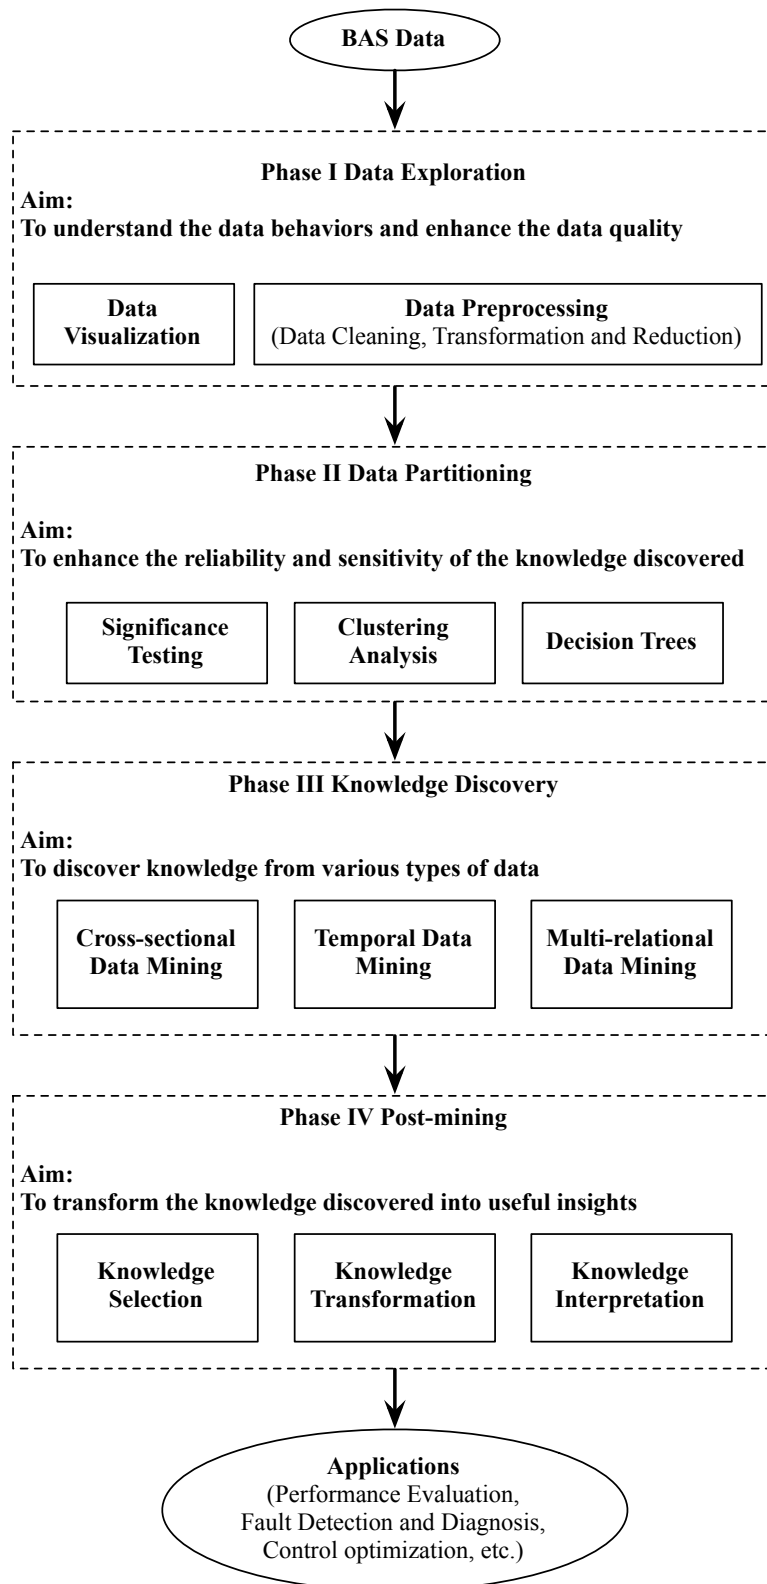 BAS Data
Phase I Data Exploration
Aim:
To understand the data behaviors and enhance the data quality
Data
Visualization
Data Preprocessing
(Data Cleaning, Transformation and Reduction)
Phase II Data Partitioning
Aim:
To enhance the reliability and sensitivity of the knowledge discovered
Significance
Testing
Clustering
Analysis
Decision Trees
Phase III Knowledge Discovery
Aim:
To discover knowledge from various types of data
Cross-sectional
Data Mining
Temporal Data
Mining
Multi-relational
Data Mining
Phase IV Post-mining
Aim:
To transform the knowledge discovered into useful insights
Knowledge
Selection
Knowledge
Transformation
Knowledge
Interpretation
Applications
(Performance Evaluation,
Fault Detection and Diagnosis,
Control optimization, etc.)